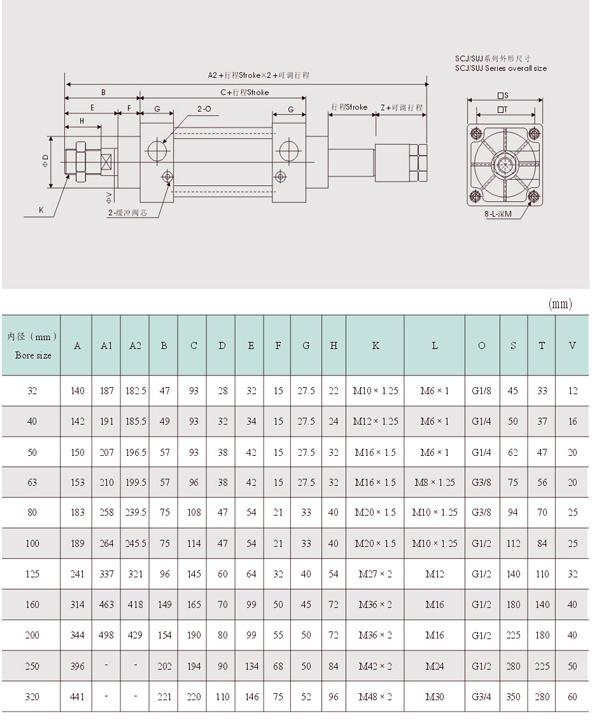 SCJ/SUJ系列外形尺寸
SCJ/SUJ Series overall size
A2+行程Stroke×2+可调行程
B
C+行程Stroke
E
F
G
2-O
G
行程Stroke
Z+可调行程
H
ΦD
ΦV
K
2-缓冲阀芯
□S
□T
8-L-深M
(mm)
内径(mm) Bore size A A1 A2 B C D E F G H K L O S T V
32 140 187 182.5 47 93 28 32 15 27.5 22 M10×1.25 M6×1 G1/8 45 33 12
40 142 191 185.5 49 93 32 34 15 27.5 24 M12×1.25 M6×1 G1/4 50 37 16
50 150 207 196.5 57 93 38 42 15 27.5 32 M16×1.5 M6×1 G1/4 62 47 20
63 153 210 199.5 57 96 38 42 15 27.5 32 M16×1.5 M8×1.25 G3/8 75 56 20
80 183 258 239.5 75 108 47 54 21 33 40 M20×1.5 M10×1.25 G3/8 94 70 25
100 189 264 245.5 75 114 47 54 21 33 40 M20×1.5 M10×1.25 G1/2 112 84 25
125 241 337 321 96 145 60 64 32 40 54 M27×2 M12 G1/2 140 110 32
160 314 463 418 149 165 70 99 50 45 72 M36×2 M16 G1/2 180 140 40
200 344 498 429 154 190 80 99 55 50 72 M36×2 M16 G1/2 225 180 40
250 396 - - 202 194 90 134 68 50 84 M42×2 M24 G1/2 280 225 50
320 441 - - 221 220 110 146 75 52 96 M48×2 M30 G3/4 350 280 60